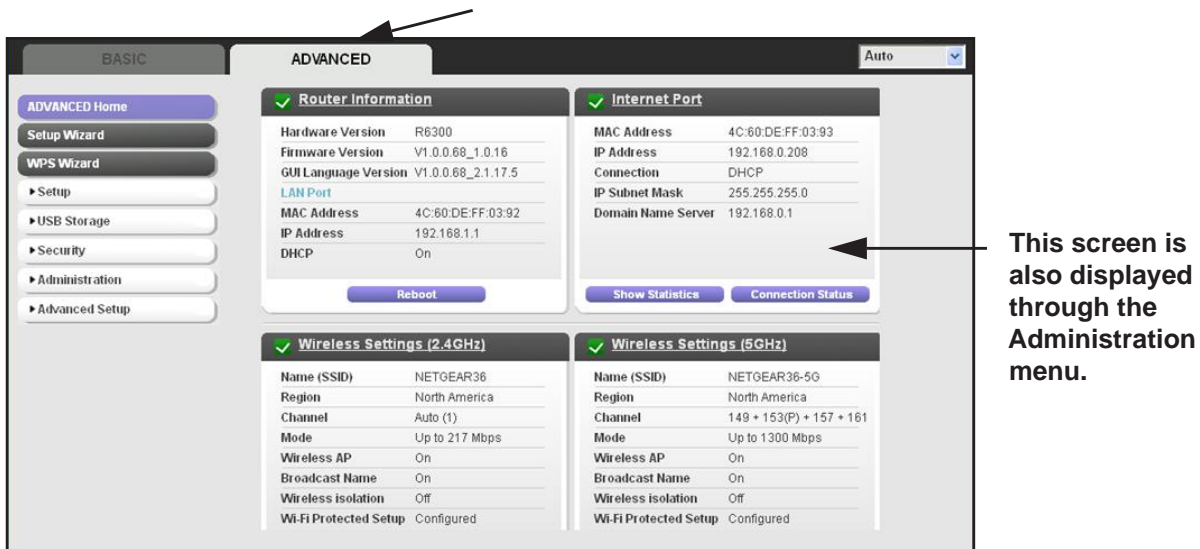 BASIC
ADVANCED
Auto
ADVANCED Home
Setup Wizard
WPS Wizard
Setup
USB Storage
Security
Administration
Advanced Setup
Router Information
Hardware Version R6300
Firmware Version V1.0.0.68_1.0.16
GUI Language Version V1.0.0.68_2.1.17.5
LAN Port
MAC Address 4C:60:DE:FF:03:92
IP Address 192.168.1.1
DHCP On
Reboot
Internet Port
MAC Address 4C:60:DE:FF:03:93
IP Address 192.168.0.208
Connection DHCP
IP Subnet Mask 255.255.255.0
Domain Name Server 192.168.0.1
Show Statistics Connection Status
Wireless Settings (2.4GHz)
Name (SSID) NETGEAR36
Region North America
Channel Auto (1)
Mode Up to 217 Mbps
Wireless AP On
Broadcast Name On
Wireless isolation Off
Wi-Fi Protected Setup Configured
Wireless Settings (5GHz)
Name (SSID) NETGEAR36-5G
Region North America
Channel 149 + 153(P) + 157 + 161
Mode Up to 1300 Mbps
Wireless AP On
Broadcast Name On
Wireless isolation Off
Wi-Fi Protected Setup Configured
This screen is
also displayed
through the
Administration
menu.